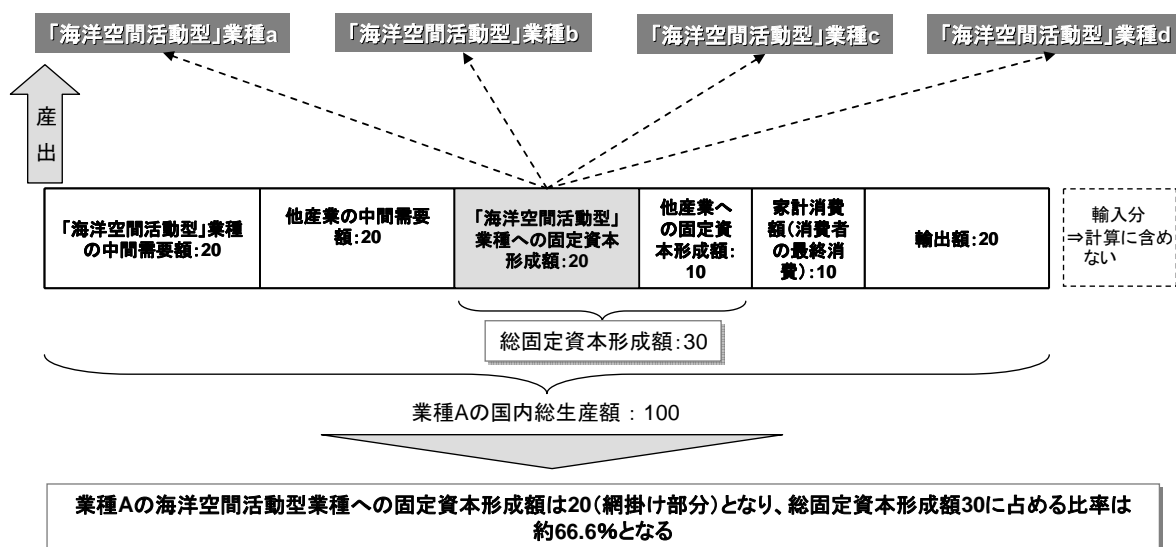 「海洋空間活動型」業種a
「海洋空間活動型」業種b
「海洋空間活動型」業種c
「海洋空間活動型」業種d
産
出
「海洋空間活動型」業種
の中間需要額:20
他産業の中間需要
額:20
「海洋空間活動型」
業種への固定資本
形成額:20
他産業へ
の固定資
本形成額:
10
家計消費
額(消費者
の最終消
費):10
輸出額:20
輸入分
⇒計算に含め
ない
総固定資本形成額:30
業種Aの国内総生産額：100
業種Aの海洋空間活動型業種への固定資本形成額は20(網掛け部分)となり、総固定資本形成額30に占める比率は
約66.6%となる